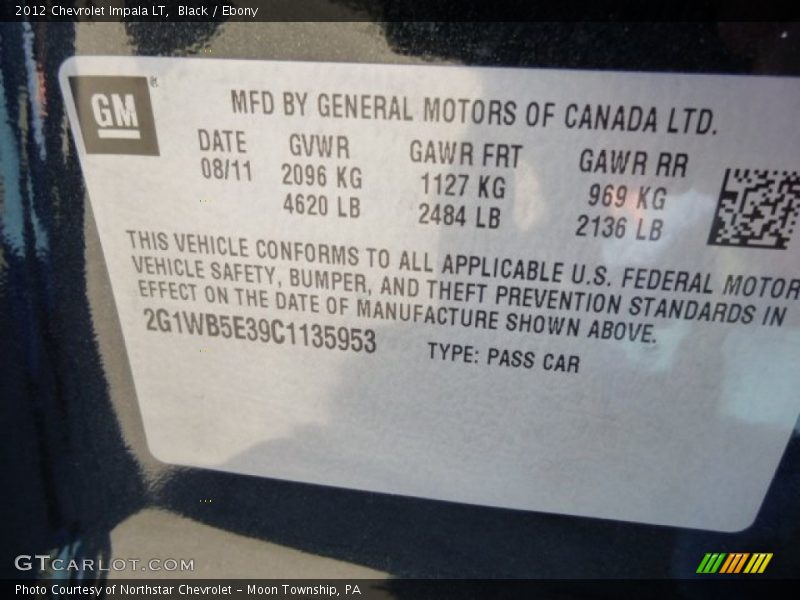 2012 Chevrolet Impala LT, Black / Ebony
GM
®
MFD BY GENERAL MOTORS OF CANADA LTD.
DATE GVWR GAWR FRT GAWR RR
08/11 2096 KG 1127 KG 969 KG
4620 LB 2484 LB 2136 LB
THIS VEHICLE CONFORMS TO ALL APPLICABLE U.S. FEDERAL MOTOR
VEHICLE SAFETY, BUMPER, AND THEFT PREVENTION STANDARDS IN
EFFECT ON THE DATE OF MANUFACTURE SHOWN ABOVE.
2G1WB5E39C1135953 TYPE: PASS CAR
GTCARLOT.COM
Photo Courtesy of Northstar Chevrolet - Moon Township, PA